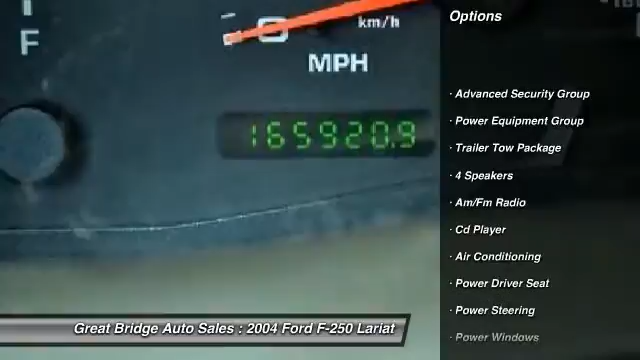 F
0
km/h
MPH
165920.9
Options
· Advanced Security Group
· Power Equipment Group
· Trailer Tow Package
· 4 Speakers
· Am/Fm Radio
· Cd Player
· Air Conditioning
· Power Driver Seat
· Power Steering
· Power Windows
Great Bridge Auto Sales : 2004 Ford F-250 Lariat